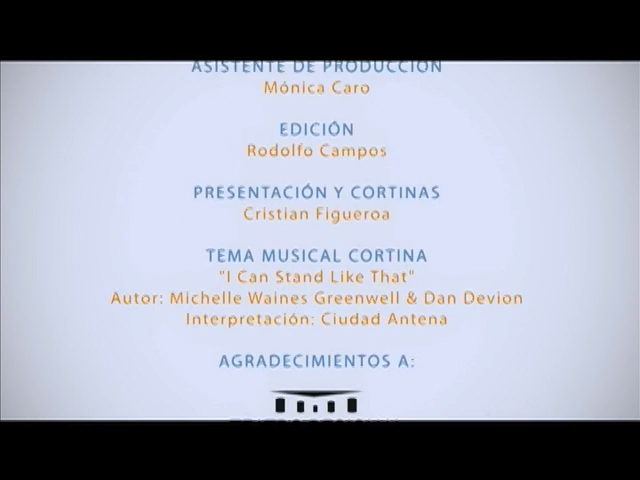 ASISTENTE DE PRODUCCIÓN
Mónica Caro
EDICIÓN
Rodolfo Campos
PRESENTACIÓN Y CORTINAS
Cristian Figueroa
TEMA MUSICAL CORTINA
"I Can Stand Like That"
Autor: Michelle Waines Greenwell & Dan Devion
Interpretación: Ciudad Antena
AGRADECIMIENTOS A: